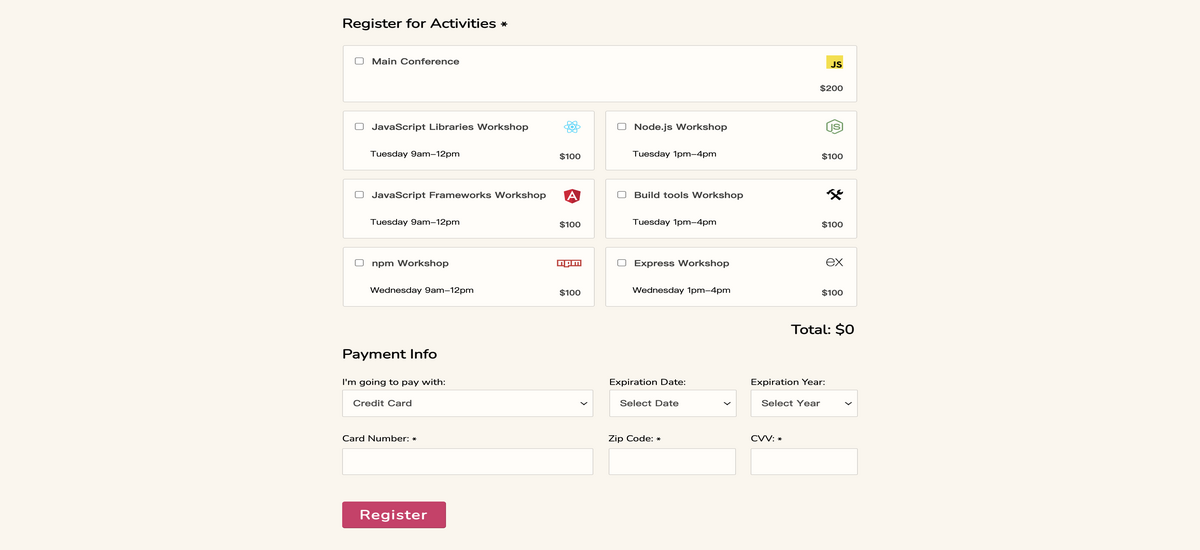 Register for Activities *
Main Conference
JS
$200
JavaScript Libraries Workshop
Tuesday 9am–12pm
$100
Node.js Workshop
JS
Tuesday 1pm–4pm
$100
JavaScript Frameworks Workshop
A
Tuesday 9am–12pm
$100
Build tools Workshop
Tuesday 1pm–4pm
$100
npm Workshop
npm
Wednesday 9am–12pm
$100
Express Workshop
ex
Wednesday 1pm–4pm
$100
Total: $0
Payment Info
I'm going to pay with:
Credit Card
Expiration Date:
Select Date
Expiration Year:
Select Year
Card Number: *
Zip Code: *
CVV: *
Register